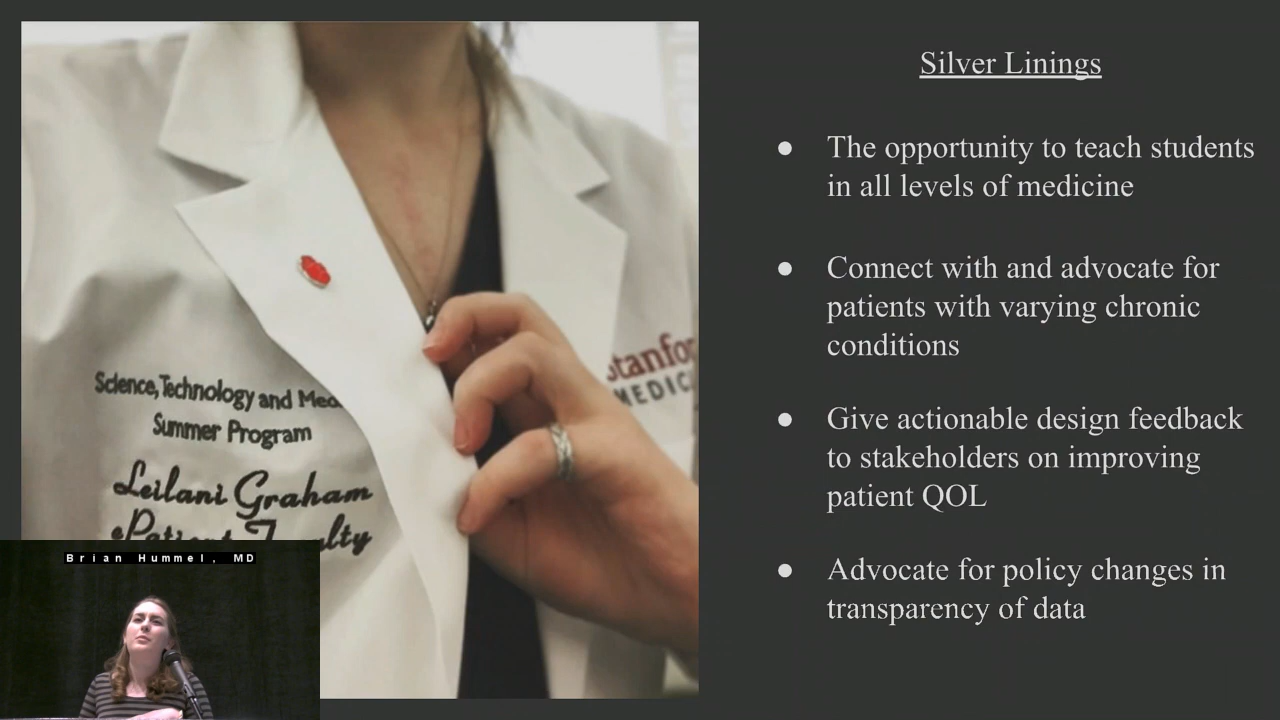 Silver Linings
● The opportunity to teach students
in all levels of medicine
● Connect with and advocate for
patients with varying chronic
conditions
● Give actionable design feedback
to stakeholders on improving
patient QOL
● Advocate for policy changes in
transparency of data
Science, Technology and
Summer Program
Leilani Graham
ePatient Faculty
MEDIC
Brian Hummel, MD